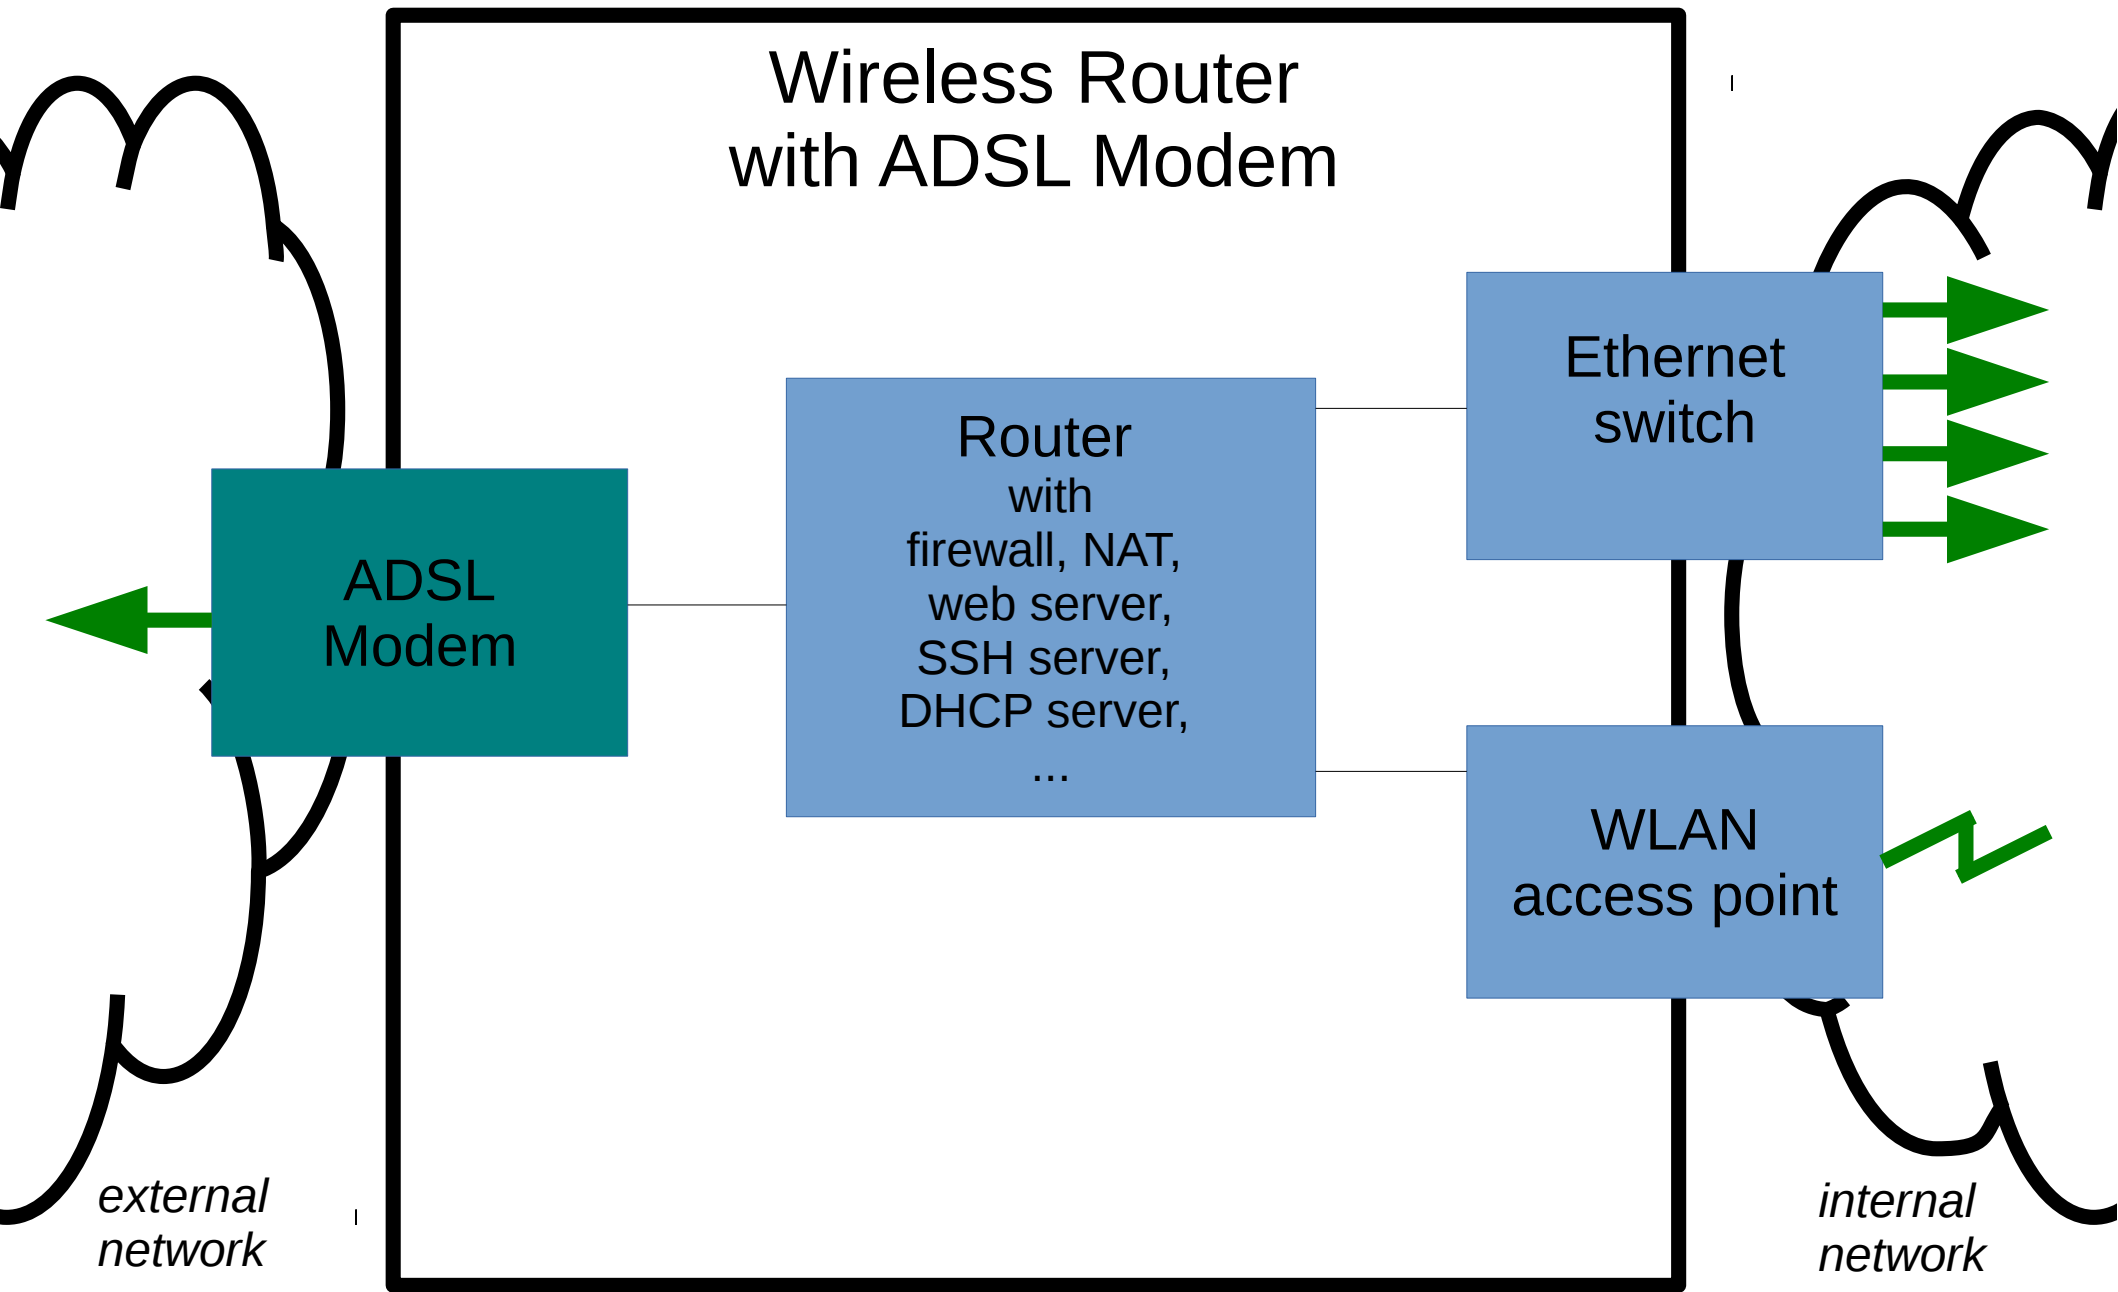 Wireless Router
with ADSL Modem
Ethernet
switch
Router
with
firewall, NAT,
web server,
SSH server,
DHCP server,
...
ADSL
Modem
WLAN
access point
external
network
internal
network